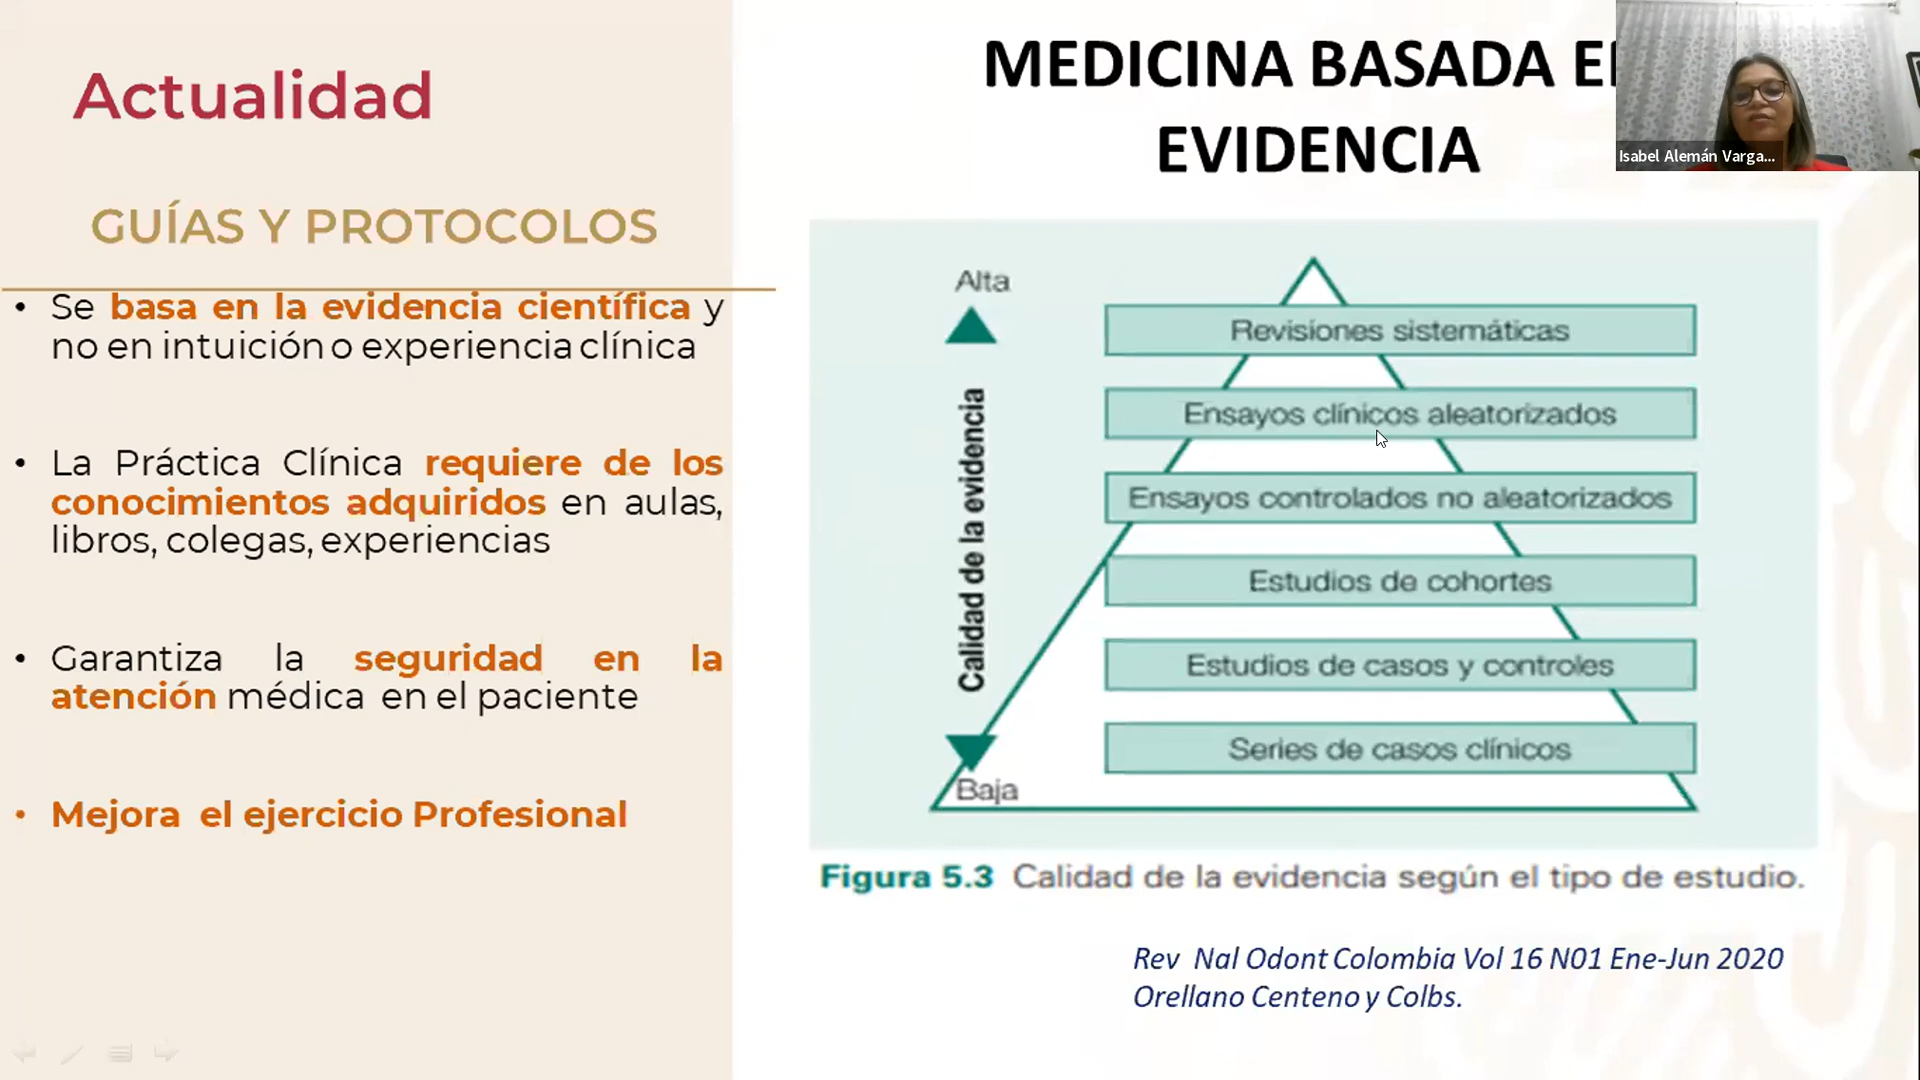 Actualidad
GUÍAS Y PROTOCOLOS
• Se basa en la evidencia científica y
no en intuición o experiencia clínica
• La Práctica Clínica requiere de los
conocimientos adquiridos en aulas,
libros, colegas, experiencias
• Garantiza la seguridad en la
atención médica en el paciente
• Mejora el ejercicio Profesional
MEDICINA BASADA E
EVIDENCIA
Isabel Alemán Varga...
Alta
Calidad de la evidencia
Baja
Revisiones sistemáticas
Ensayos clínicos aleatorizados
Ensayos controlados no aleatorizados
Estudios de cohortes
Estudios de casos y controles
Series de casos clínicos
Figura 5.3 Calidad de la evidencia según el tipo de estudio.
Rev Nal Odont Colombia Vol 16 N01 Ene-Jun 2020
Orellano Centeno y Colbs.